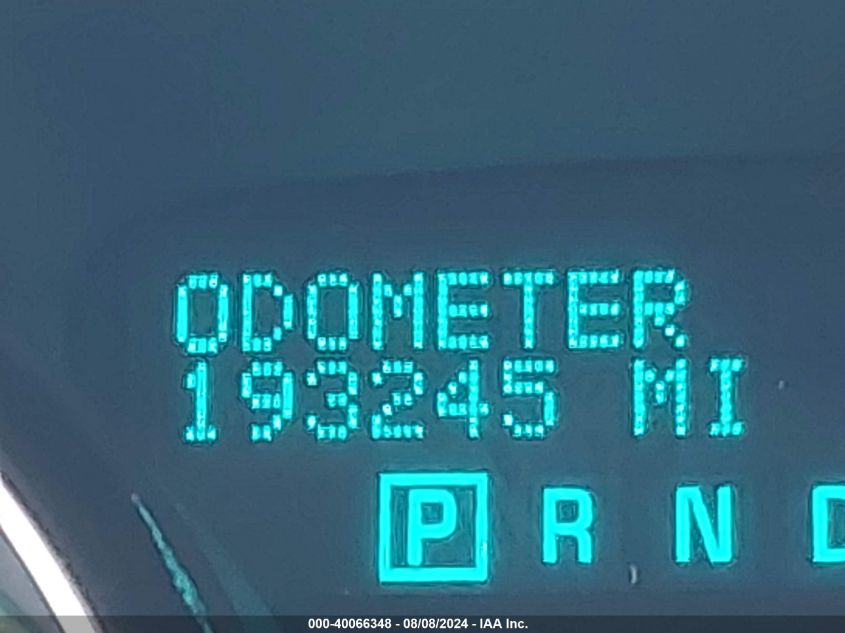 ODOMETER
193245 MI
P R N D
000-40066348 - 08/08/2024 - IAA Inc.